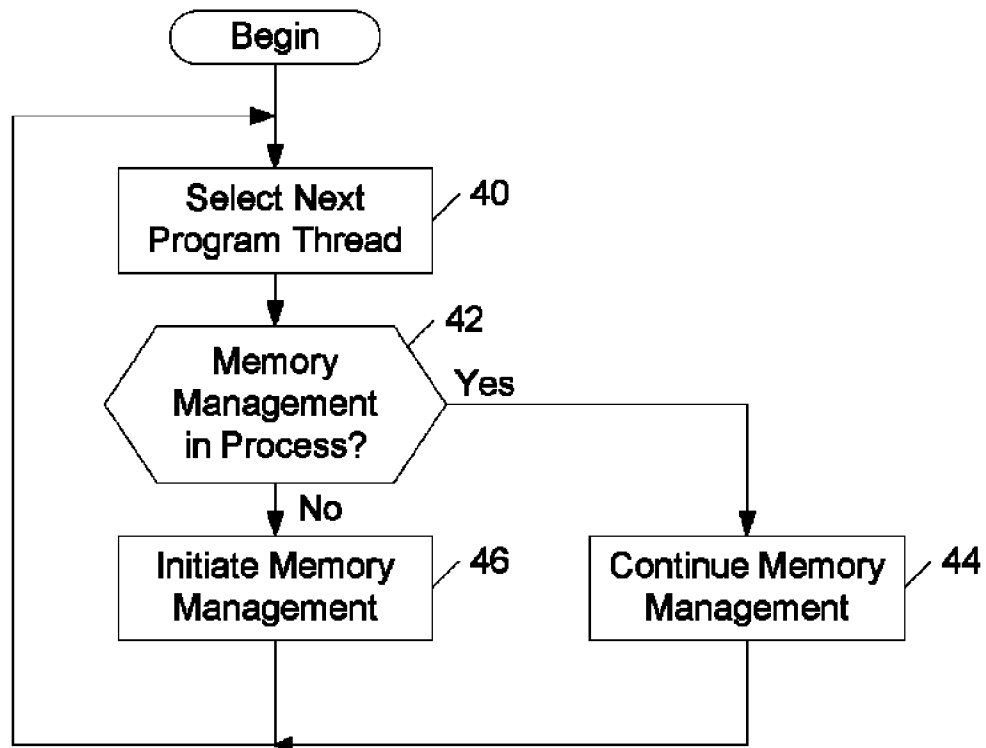 Begin
Select Next
Program Thread
40
42
Memory
Management
in Process?
Yes
No
Initiate Memory
Management
46
Continue Memory
Management
44